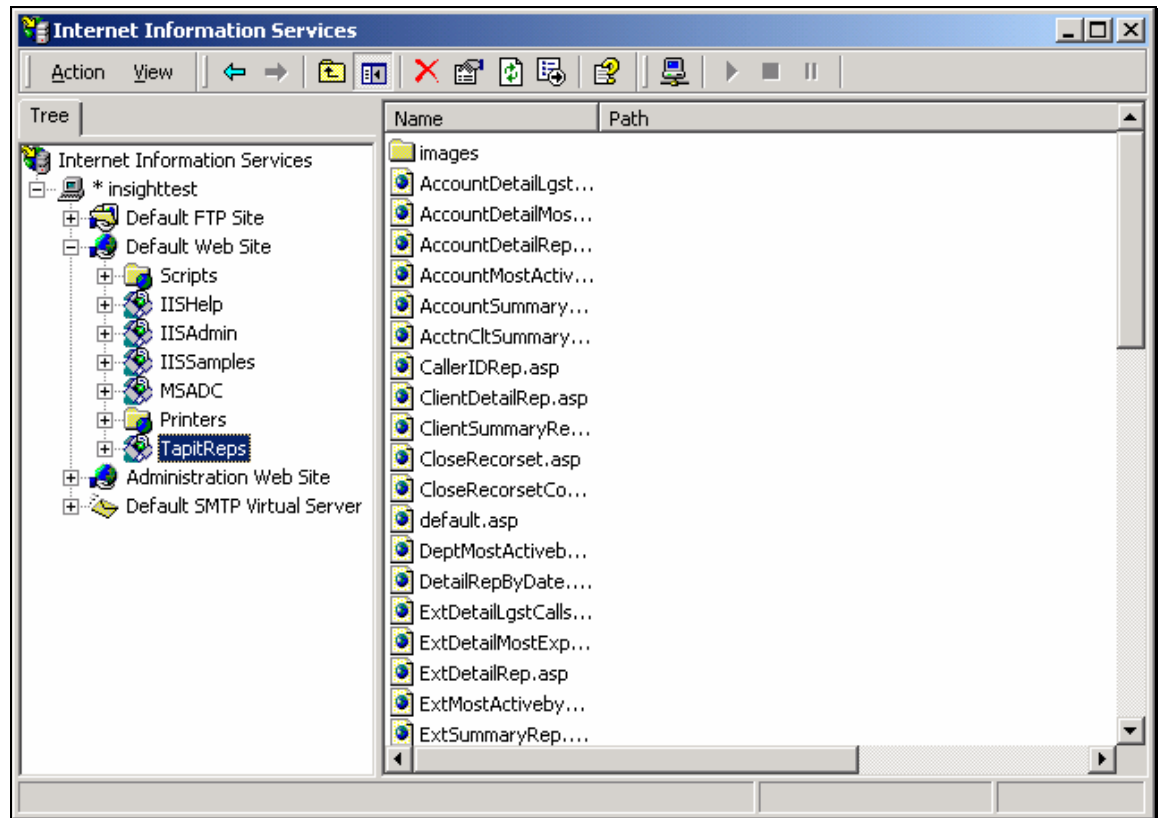 Internet Information Services
Action View
Tree
Name Path
Internet Information Services
* insighttest
Default FTP Site
Default Web Site
Scripts
IISHelp
IISAdmin
IISSamples
MSADC
Printers
TapitReps
Administration Web Site
Default SMTP Virtual Server
images
AccountDetailLgst...
AccountDetailMos...
AccountDetailRep...
AccountMostActiv...
AccountSummary...
AcctnCltSummary...
CallerIDRep.asp
ClientDetailRep.asp
ClientSummaryRe...
CloseRecorset.asp
CloseRecorsetCo...
default.asp
DeptMostActiveb...
DetailRepByDate....
ExtDetailLgstCalls...
ExtDetailMostExp...
ExtDetailRep.asp
ExtMostActiveby...
ExtSummaryRep....